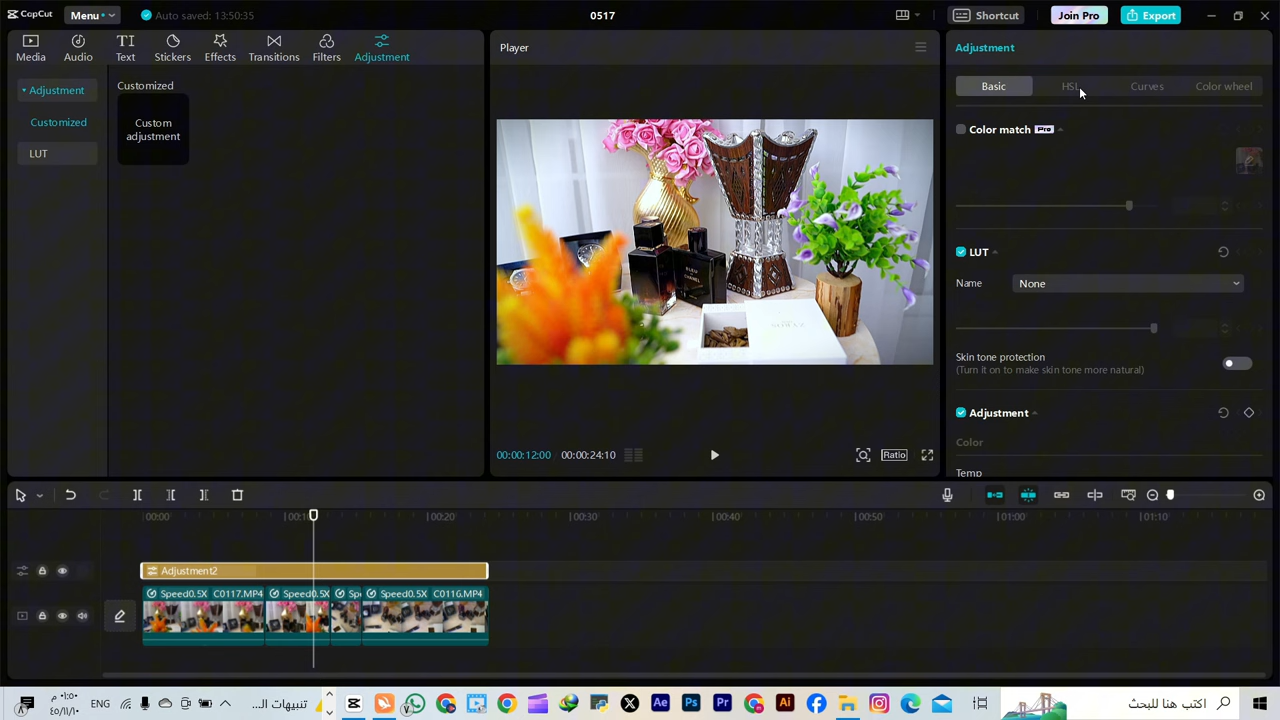 CapCut
Menu
Auto saved: 13:50:35
0517
Shortcut
Join Pro
Export
Media
Audio
Text
Stickers
Effects
Transitions
Filters
Adjustment
Adjustment
Customized
LUT
Customized
Custom
adjustment
Player
BLEU
CHANEL
00:00:12:00
00:00:24:10
Ratio
Adjustment
Basic
HSL
Curves
Color wheel
Color match
Pro
LUT
Name
None
Skin tone protection
(Turn it on to make skin tone more natural)
Adjustment
Color
Temp
00:00
00:20
00:30
00:40
00:50
01:00
01:10
Adjustment2
Speed0.5X C0117.MP4
Speed0.5X
Speed0.5X C0116.MP4
ENG
تنبيهات الـ...
اكتب هنا للبحث